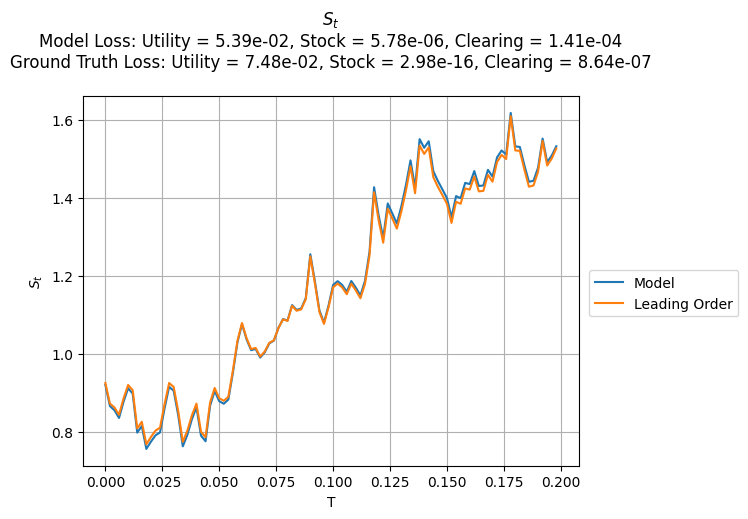 S_t
Model Loss: Utility = 5.39e-02, Stock = 5.78e-06, Clearing = 1.41e-04
Ground Truth Loss: Utility = 7.48e-02, Stock = 2.98e-16, Clearing = 8.64e-07
1.6
1.4
1.2
1.0
0.8
S_t
0.000
0.025
0.050
0.075
0.100
0.125
0.150
0.175
0.200
T
Model
Leading Order